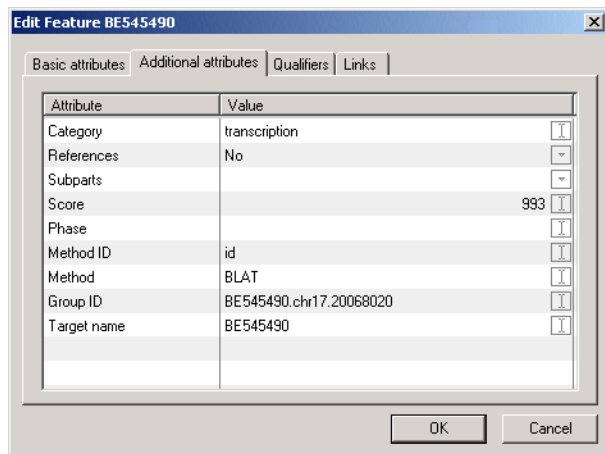 Edit Feature BE545490
Basic attributes Additional attributes Qualifiers Links
Attribute Value
Category transcription
References No
Subparts
Score 993
Phase
Method ID id
Method BLAT
Group ID BE545490.chr17.20068020
Target name BE545490
OK Cancel